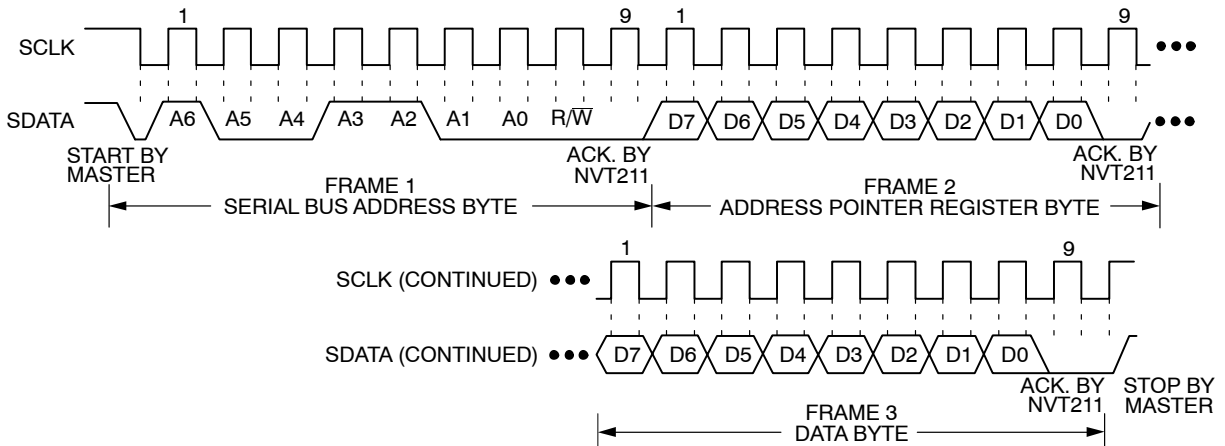 1 9 1 9
SCLK
SDATA A6 A5 A4 A3 A2 A1 A0 R/W̅ D7 D6 D5 D4 D3 D2 D1 D0
START BY
MASTER
ACK. BY
NVT211
ACK. BY
NVT211
FRAME 1
SERIAL BUS ADDRESS BYTE
FRAME 2
ADDRESS POINTER REGISTER BYTE
1 9
SCLK (CONTINUED)
SDATA (CONTINUED) D7 D6 D5 D4 D3 D2 D1 D0
ACK. BY
NVT211
STOP BY
MASTER
FRAME 3
DATA BYTE